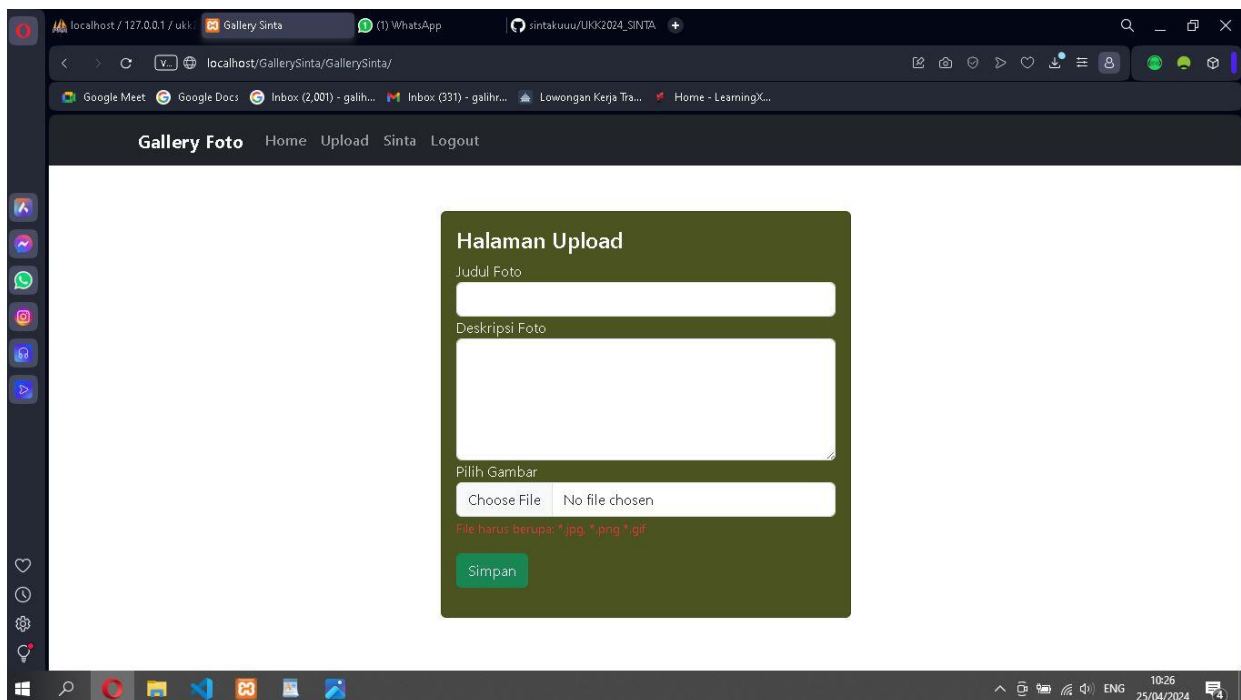 localhost / 127.0.0.1 / ukk
Gallery Sinta
(1) WhatsApp
sintakuuu/UKK2024_SINTA
localhost/GallerySinta/GallerySinta/
Google Meet
Google Docs
Inbox (2,001) - galih...
Inbox (331) - galihr...
Lowongan Kerja Tra...
Home - LearningX...
Gallery Foto Home Upload Sinta Logout
Halaman Upload
Judul Foto
Deskripsi Foto
Pilih Gambar
Choose File No file chosen
File harus berupa: *.jpg, *.png *.gif
Simpan
ENG
10:26
25/04/2024